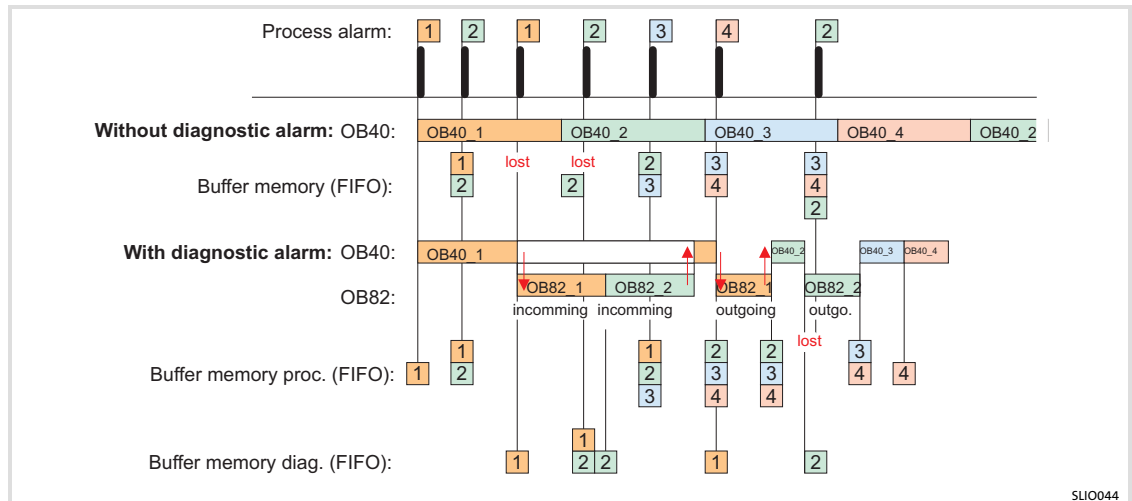 Process alarm: 1 2 1 2 3 4 2
Without diagnostic alarm: OB40: OB40_1 OB40_2 OB40_3 OB40_4 OB40_2
1 lost lost 2 3 3
Buffer memory (FIFO): 2 2 3 4 4
2
With diagnostic alarm: OB40: OB40_1 OB40_2 OB40_3 OB40_4
OB82: OB82_1 OB82_2 OB82_1 OB82_2
incomming incomming outgoing outgo.
lost
1 1 2 2 3
Buffer memory proc. (FIFO): 1 2 2 3 3 4 4
3 4 4
1
Buffer memory diag. (FIFO): 1 2 2 1 2
SLIO044